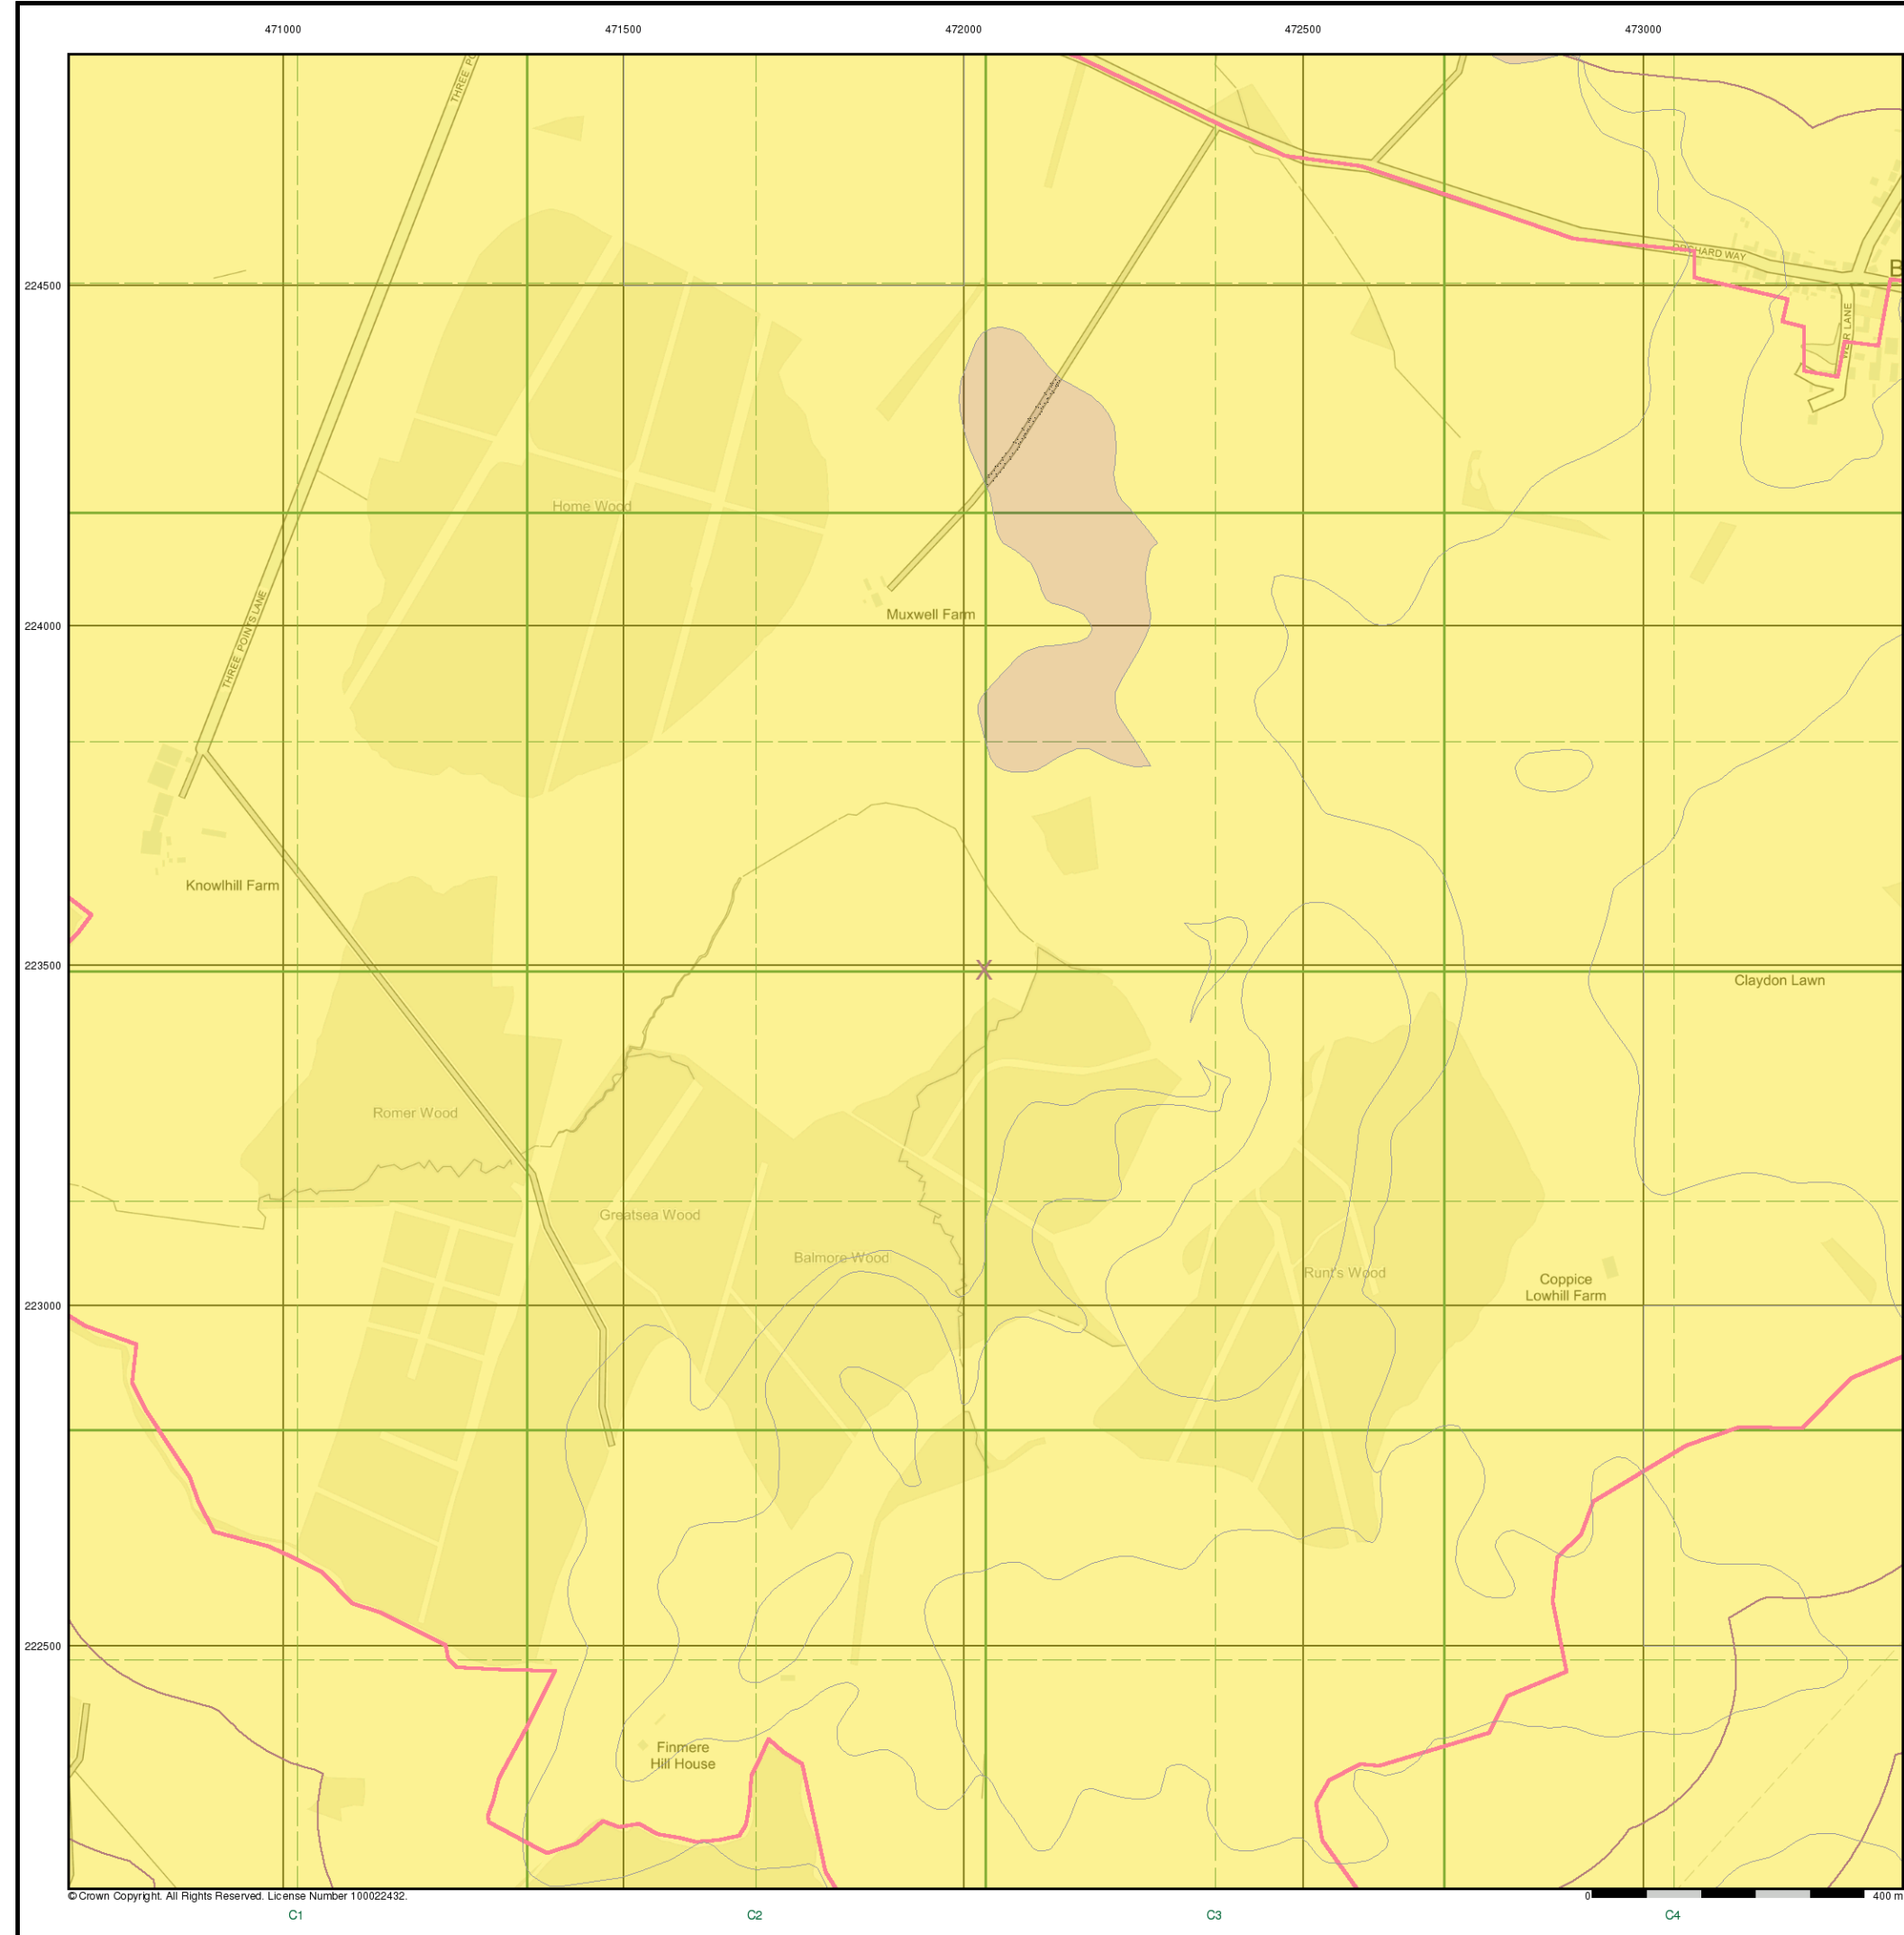 471000 471500 472000 472500 473000
THREE PO
ORCHARD WAY
B
224500
WEIR LANE
Home Wood
Muxwell Farm
224000
THREE POINTS LANE
Knowlhill Farm
223500
X
Claydon Lawn
Romer Wood
Greatsea Wood
Balmore Wood
Runt's Wood
Coppice
Lowhill Farm
223000
222500
Finmere
Hill House
© Crown Copyright. All Rights Reserved. License Number 100022432.
0 400 m
C1 C2 C3 C4